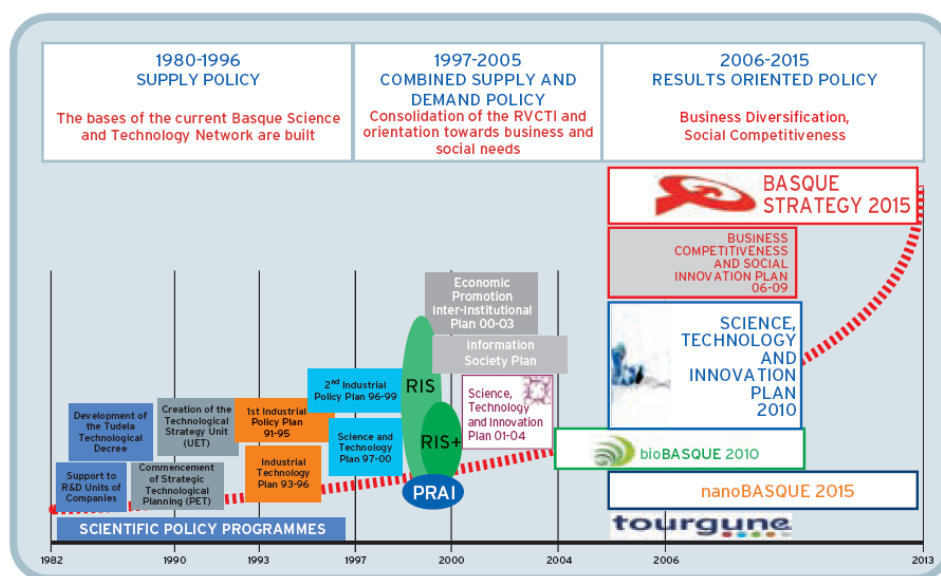 1980-1996
SUPPLY POLICY
The bases of the current Basque Science
and Technology Network are built
1997-2005
COMBINED SUPPLY AND
DEMAND POLICY
Consolidation of the RVCTI and
orientation towards business and
social needs
2006-2015
RESULTS ORIENTED POLICY
Business Diversification,
Social Competitiveness
BASQUE
STRATEGY 2015
BUSINESS
COMPETITIVENESS
AND SOCIAL
INNOVATION PLAN
06-09
SCIENCE,
TECHNOLOGY
AND
INNOVATION
PLAN
2010
bioBASQUE 2010
nanoBASQUE 2015
tourgune
Economic
Promotion
Inter-Institutional
Plan 00-03
Information
Society Plan
RIS
RIS+
PRAI
Science,
Technology
and Innovation
Plan 01-04
2nd Industrial
Policy Plan 96-99
Science and
Technology
Plan 97-00
1st Industrial
Policy Plan
91-95
Industrial
Technology
Plan 93-96
Creation of the
Technological
Strategy Unit
(UET)
Commencement
of Strategic
Technological
Planning (PET)
Development of
the Tudela
Technological
Decree
Support to
R&D Units of
Companies
SCIENTIFIC POLICY PROGRAMMES
1982
1990
1993
1997
2000
2004
2006
2013